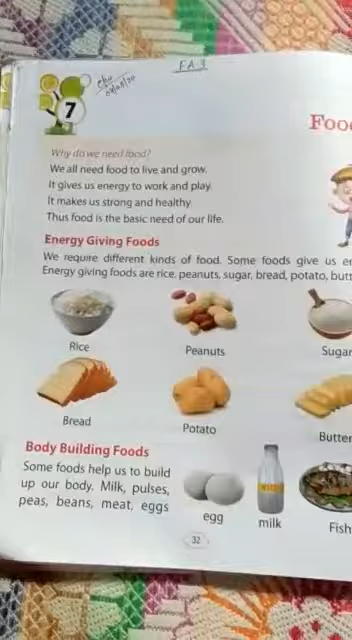 F.A-1
7
Foo
Why do we need food?
We all need food to live and grow.
It gives us energy to work and play.
It makes us strong and healthy
Thus food is the basic need of our life.
Energy Giving Foods
We require different kinds of food. Some foods give us er
Energy giving foods are rice, peanuts, sugar, bread, potato, butt
Rice
Peanuts
Sugar
Bread
Potato
Butter
Body Building Foods
Some foods help us to build
up our body. Milk, pulses,
peas, beans, meat, eggs
egg
milk
Fish
32